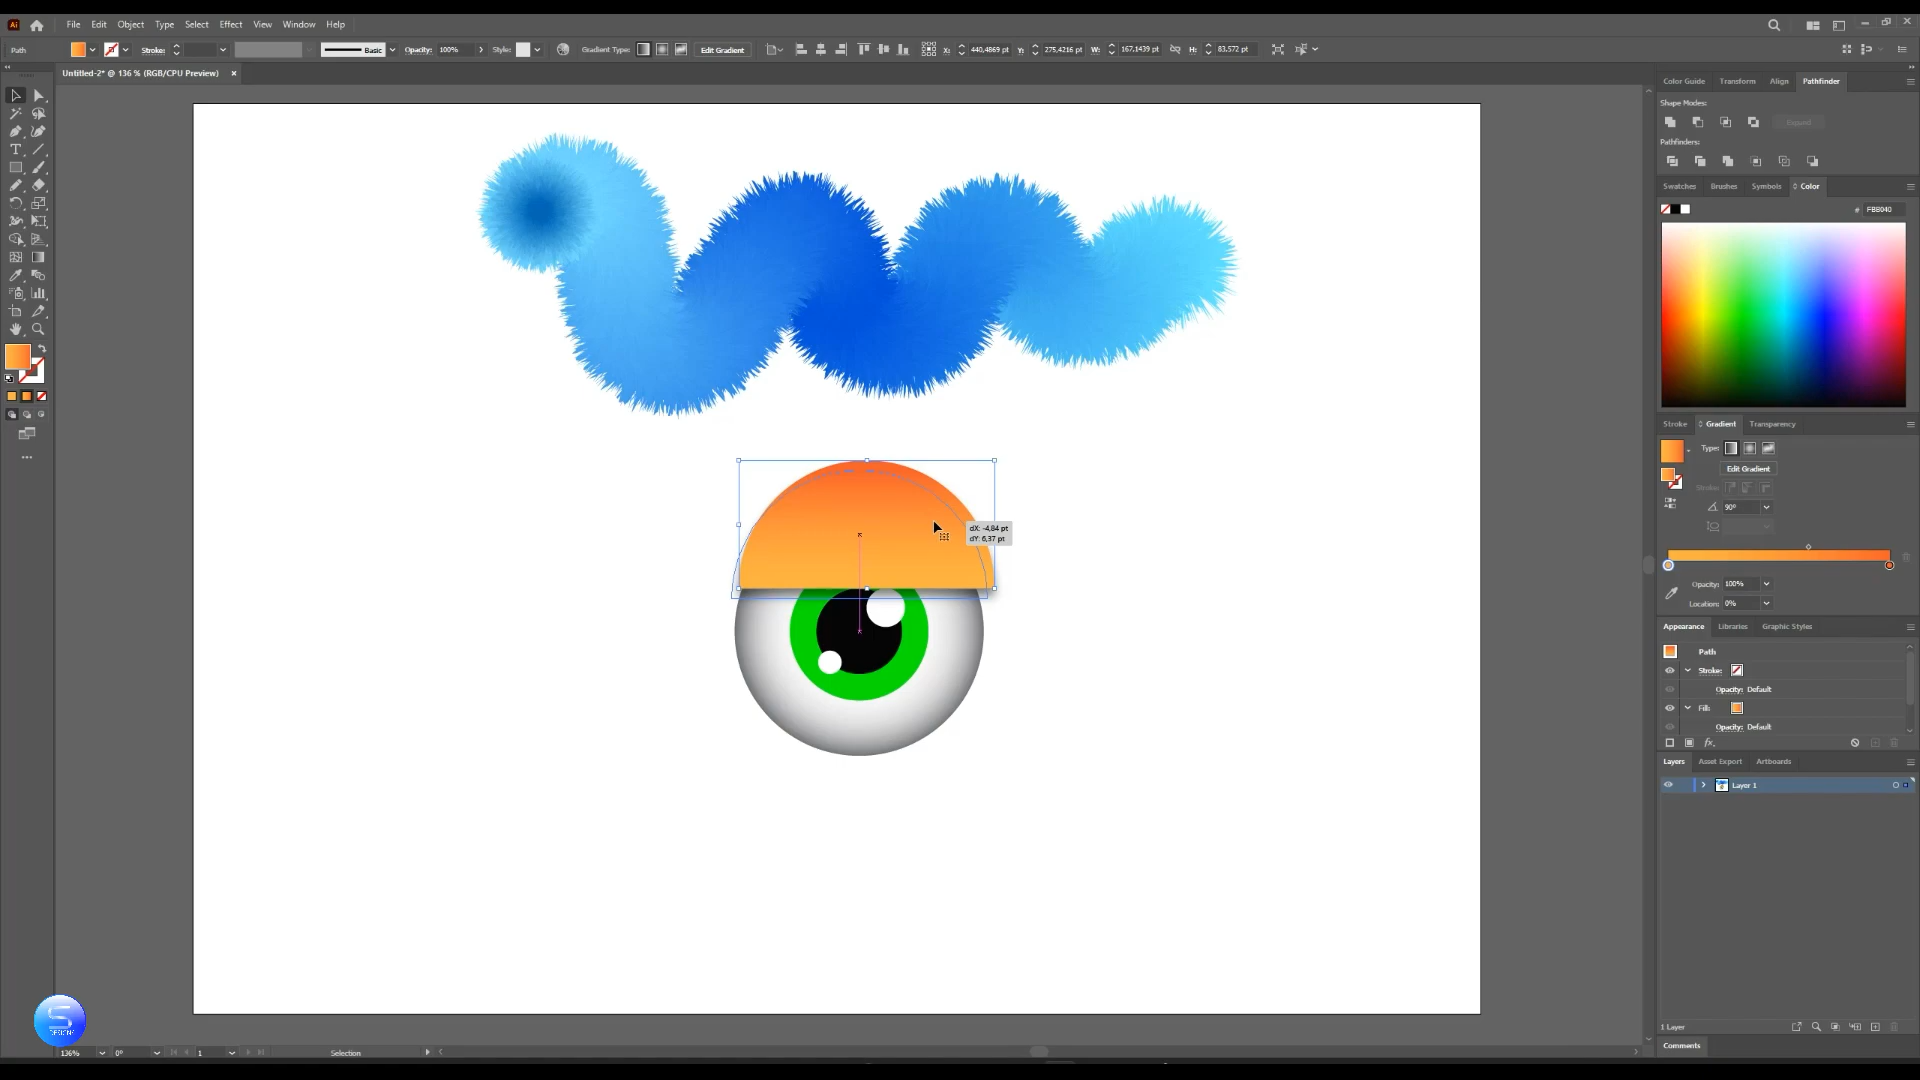 Ai File Edit Object Type Select Effect View Window Help
Path Stroke: Basic Opacity: 100% Style: Gradient Type: Edit Gradient X: 440,4869 pt Y: 275,4216 pt W: 167,1439 pt H: 83,572 pt
Untitled-2* @ 136 % (RGB/CPU Preview) ×
Color Guide Transform Align Pathfinder
Shape Modes:
Expand
Pathfinders:
Swatches Brushes Symbols Color
# FBB040
Stroke Gradient Transparency
Type:
Edit Gradient
Stroke:
90°
dX: -4,84 pt
dY: 6,37 pt
Opacity: 100%
Location: 0%
Appearance Libraries Graphic Styles
Path
Stroke:
Opacity: Default
Fill:
Opacity: Default
fx.
Layers Asset Export Artboards
Layer 1
S
DESIGNS
1 Layer
Comments
136% 0° 1 Selection